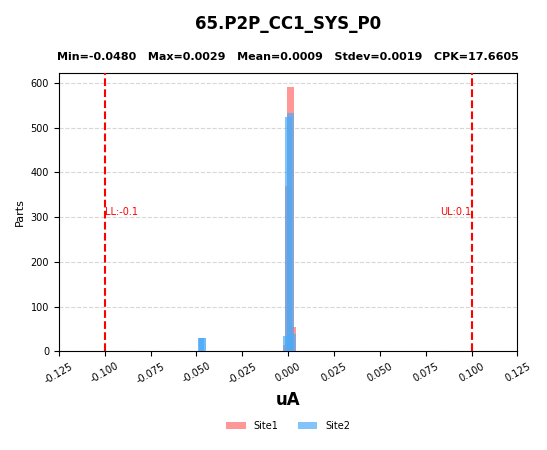 65.P2P_CC1_SYS_P0
Min=-0.0480 Max=0.0029 Mean=0.0009 Stdev=0.0019 CPK=17.6605
600
500
400
300
200
100
0
Parts
LL:-0.1
UL:0.1
-0.125 -0.100 -0.075 -0.050 -0.025 0.000 0.025 0.050 0.075 0.100 0.125
uA
Site1 Site2